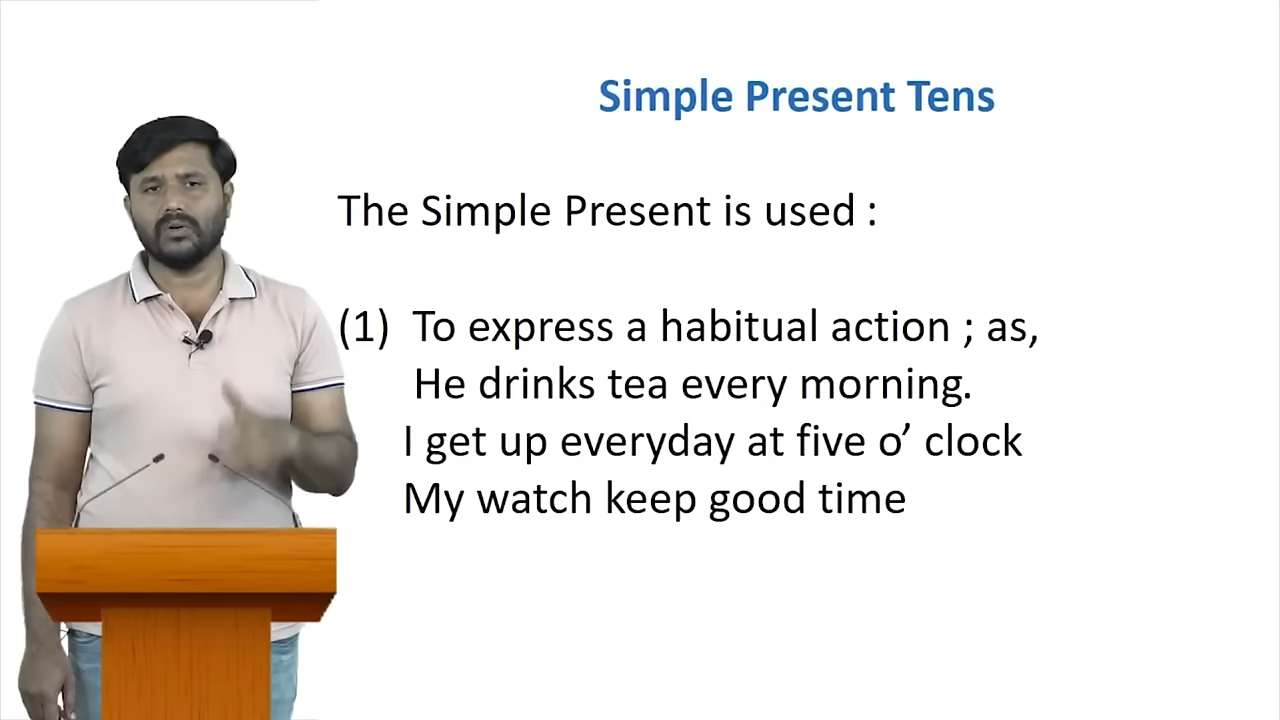 Simple Present Tens
The Simple Present is used :
(1) To express a habitual action ; as,
He drinks tea every morning.
I get up everyday at five o’ clock
My watch keep good time